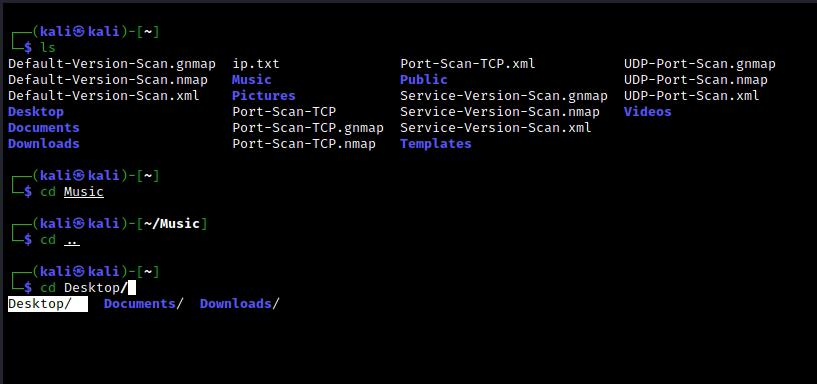 ┌──(kali㉿kali)-[~]
└─$ ls
Default-Version-Scan.gnmap  ip.txt               Port-Scan-TCP.xml           UDP-Port-Scan.gnmap
Default-Version-Scan.nmap   Music                Public                      UDP-Port-Scan.nmap
Default-Version-Scan.xml    Pictures             Service-Version-Scan.gnmap  UDP-Port-Scan.xml
Desktop                     Port-Scan-TCP        Service-Version-Scan.nmap   Videos
Documents                   Port-Scan-TCP.gnmap  Service-Version-Scan.xml
Downloads                   Port-Scan-TCP.nmap   Templates
┌──(kali㉿kali)-[~]
└─$ cd Music
┌──(kali㉿kali)-[~/Music]
└─$ cd ..
┌──(kali㉿kali)-[~]
└─$ cd Desktop/
Desktop/    Documents/  Downloads/